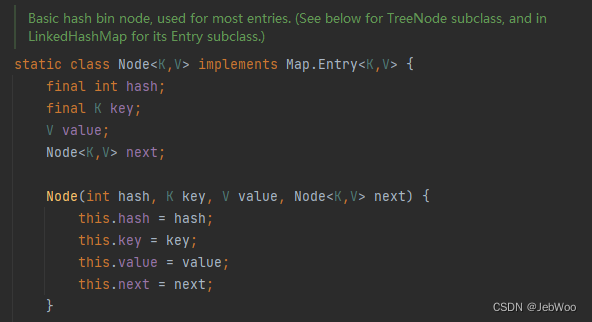 Basic hash bin node, used for most entries. (See below for TreeNode subclass, and in
LinkedHashMap for its Entry subclass.)
static class Node<K,V> implements Map.Entry<K,V> {
    final int hash;
    final K key;
    V value;
    Node<K,V> next;

    Node(int hash, K key, V value, Node<K,V> next) {
        this.hash = hash;
        this.key = key;
        this.value = value;
        this.next = next;
    }
CSDN @JebWoo